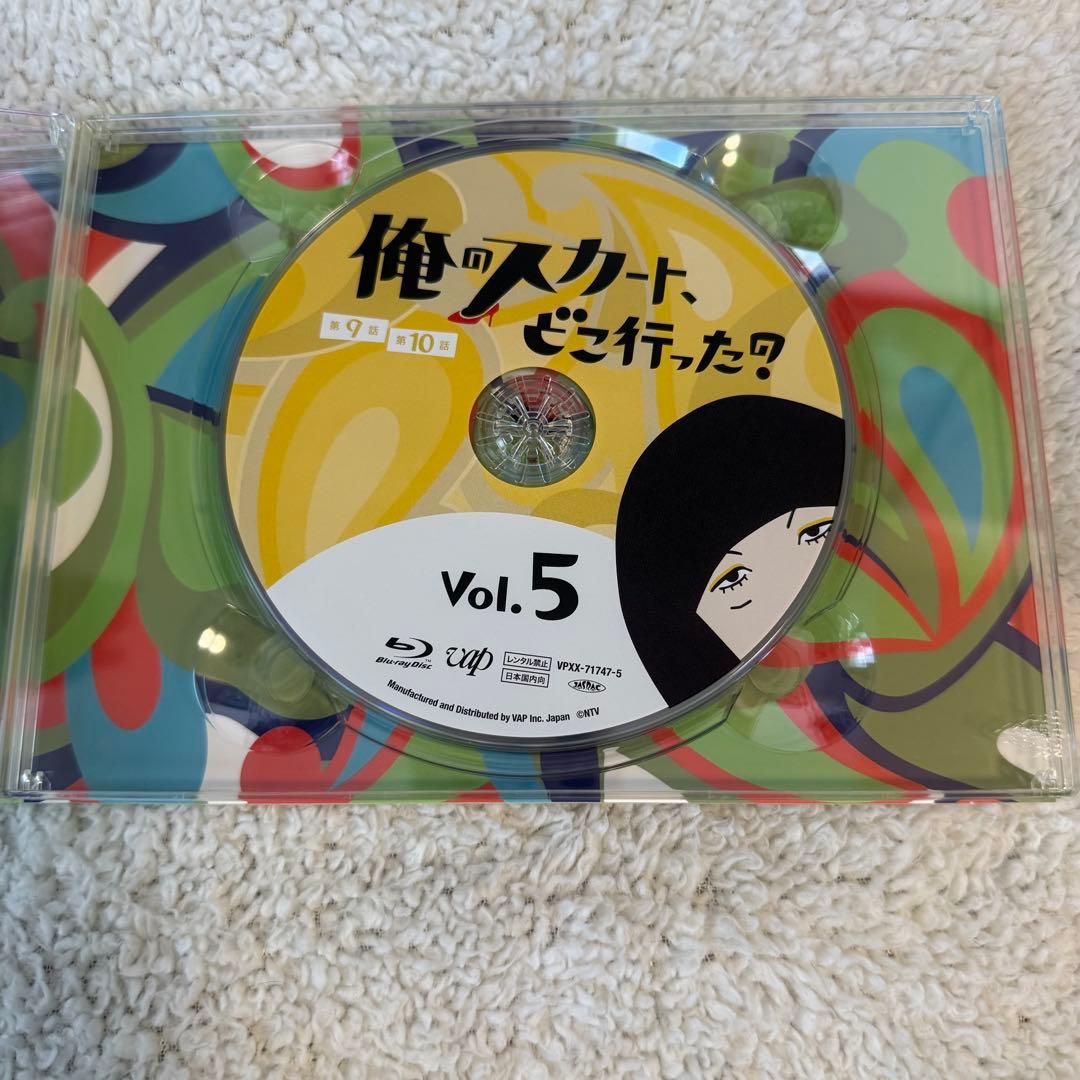 俺のスカート、
どこ行った?
第9話
第10話
Vol.5
Blu-ray Disc™
vap
レンタル禁止
日本国内向
VPXX-71747-5
JASRAC
Manufactured and Distributed by VAP Inc. Japan ©NTV